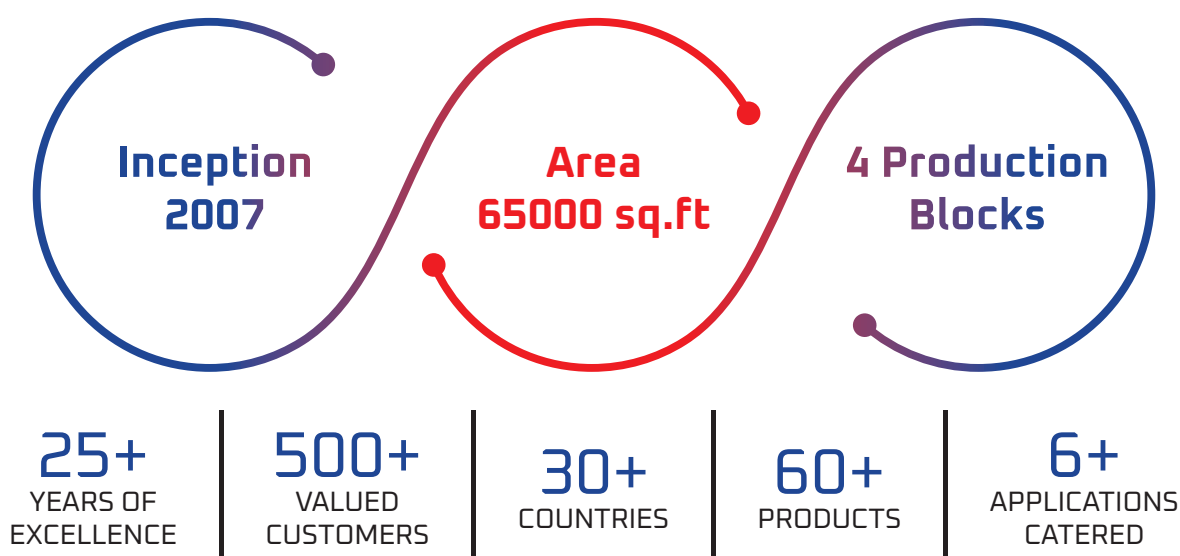 Inception
2007
Area
65000 sq.ft
4 Production
Blocks
25+
YEARS OF
EXCELLENCE
500+
VALUED
CUSTOMERS
30+
COUNTRIES
60+
PRODUCTS
6+
APPLICATIONS
CATERED